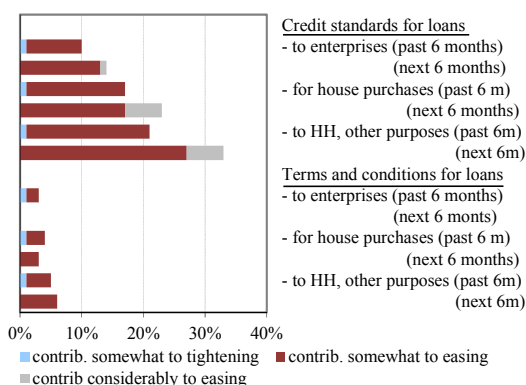 Credit standards for loans
- to enterprises (past 6 months)
(next 6 months)
- for house purchases (past 6 m)
(next 6 months)
- to HH, other purposes (past 6m)
(next 6m)
Terms and conditions for loans
- to enterprises (past 6 months)
(next 6 monts)
- for house purchases (past 6 m)
(next 6 months)
- to HH, other purposes (past 6m)
(next 6m)
0% 10% 20% 30% 40%
contrib. somewhat to tightening contrib. somewhat to easing
contrib considerably to easing